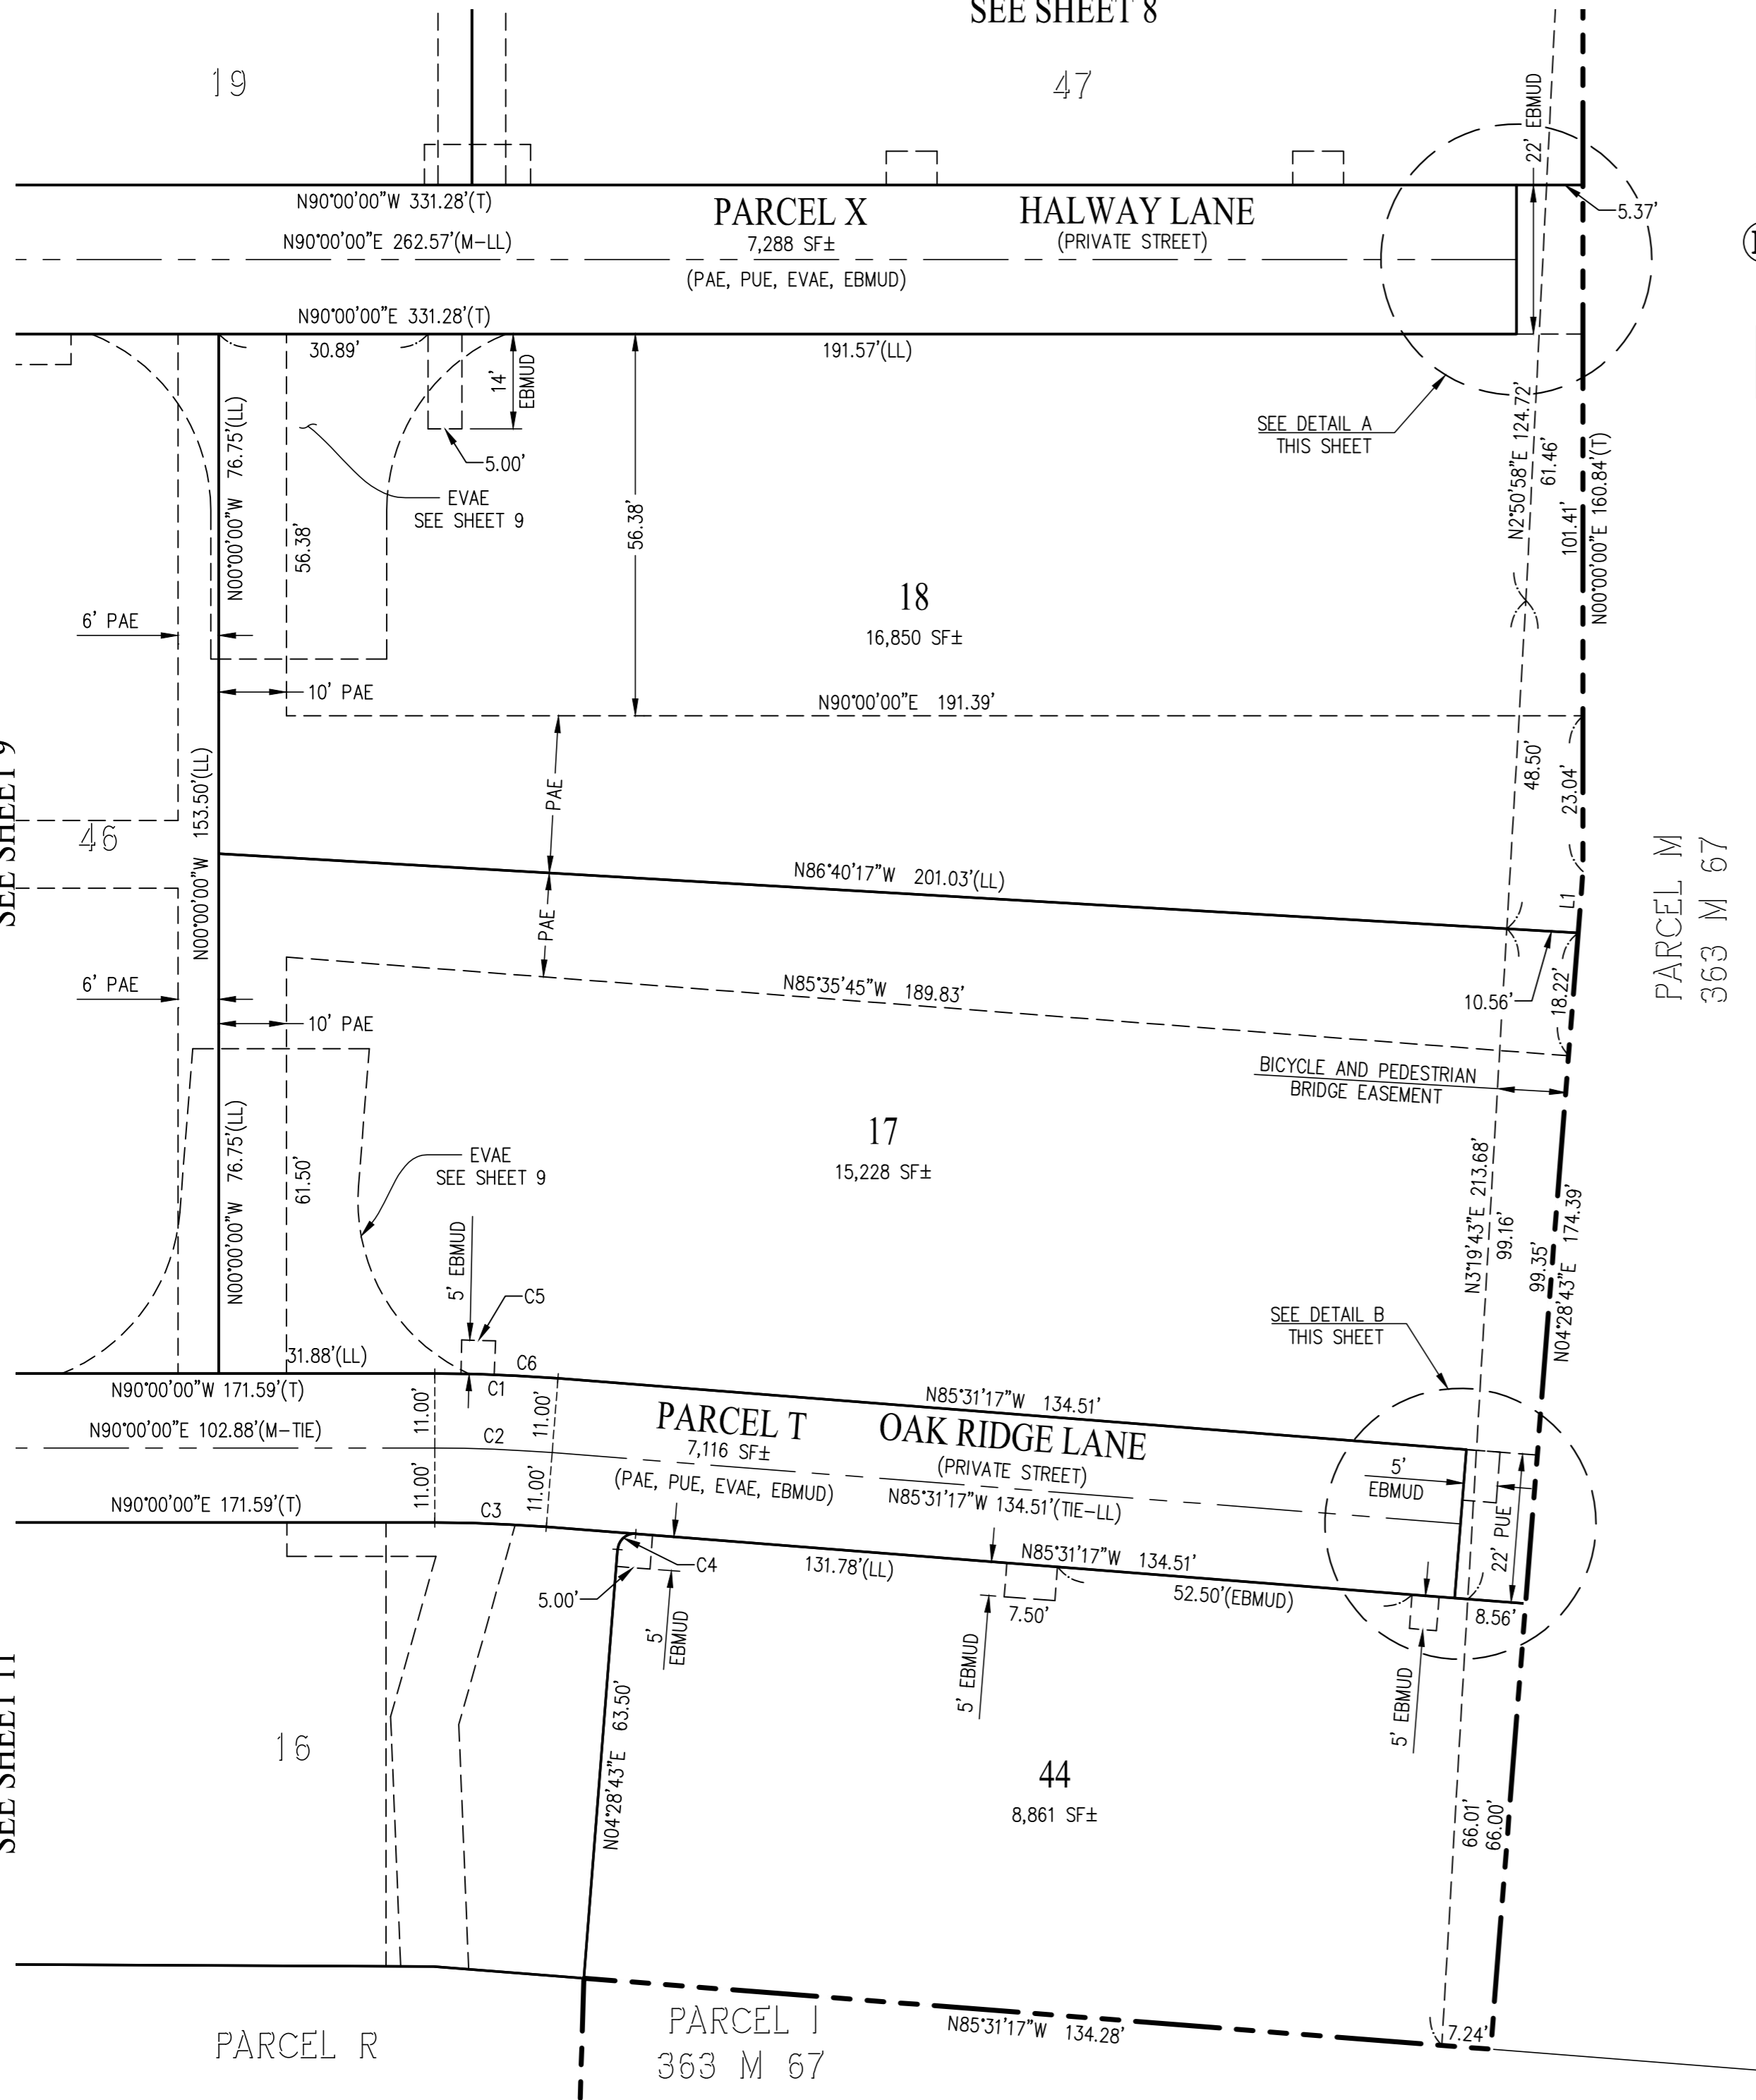 SEE SHEET 8
19
47
22' EBMUD
N90°00'00"W 331.28'(T)
PARCEL X
HALWAY LANE
5.37'
N90°00'00"E 262.57'(M-LL)
7,288 SF±
(PRIVATE STREET)
(PAE, PUE, EVAE, EBMUD)
N90°00'00"E 331.28'(T)
30.89'
191.57'(LL)
14'
EBMUD
N00°00'00"W 76.75'(LL)
5.00'
EVAE
SEE SHEET 9
56.38'
56.38'
SEE DETAIL A
THIS SHEET
N2°50'58"E 124.72'
61.46'
101.41'
N00°00'00"E 160.84'(T)
18
16,850 SF±
6' PAE
10' PAE
N90°00'00"E 191.39'
SEE SHEET 9
46
N00°00'00"W 153.50'(LL)
PAE
PAE
48.50'
23.04'
N86°40'17"W 201.03'(LL)
L1
PARCEL M
363 M 67
6' PAE
10' PAE
N85°35'45"W 189.83'
10.56'
18.22'
BICYCLE AND PEDESTRIAN
BRIDGE EASEMENT
17
15,228 SF±
N00°00'00"W 76.75'(LL)
61.50'
EVAE
SEE SHEET 9
5' EBMUD
C5
N3°19'43"E 213.68'
99.16'
99.35'
N04°28'43"E 174.39'
SEE DETAIL B
THIS SHEET
31.88'(LL)
C6
N90°00'00"W 171.59'(T)
C1
N85°31'17"W 134.51'
11.00'
11.00'
N90°00'00"E 102.88'(M-TIE)
C2
PARCEL T
OAK RIDGE LANE
7,116 SF±
(PRIVATE STREET)
(PAE, PUE, EVAE, EBMUD)
N85°31'17"W 134.51'(TIE-LL)
5'
EBMUD
22' PUE
11.00'
11.00'
N90°00'00"E 171.59'(T)
C3
C4
131.78'(LL)
N85°31'17"W 134.51'
5.00'
5'
EBMUD
7.50'
52.50'(EBMUD)
8.56'
5' EBMUD
5' EBMUD
SEE SHEET 11
16
N04°28'43"E 63.50'
44
8,861 SF±
66.01'
66.00'
PARCEL R
PARCEL I
363 M 67
N85°31'17"W 134.28'
7.24'